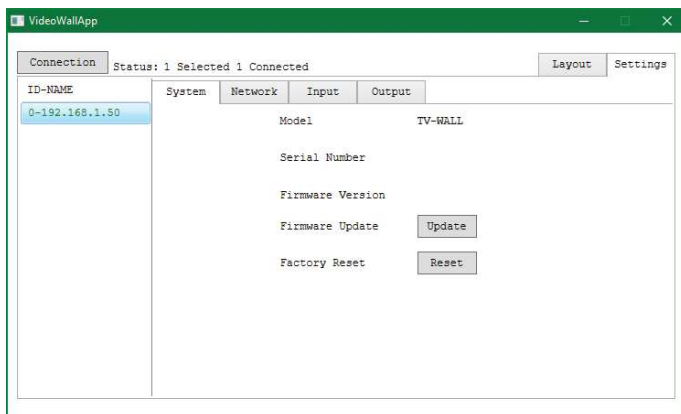 VideoWallApp
Connection Status: 1 Selected 1 Connected Layout Settings
ID-NAME System Network Input Output
0-192.168.1.50
Model TV-WALL
Serial Number
Firmware Version
Firmware Update Update
Factory Reset Reset